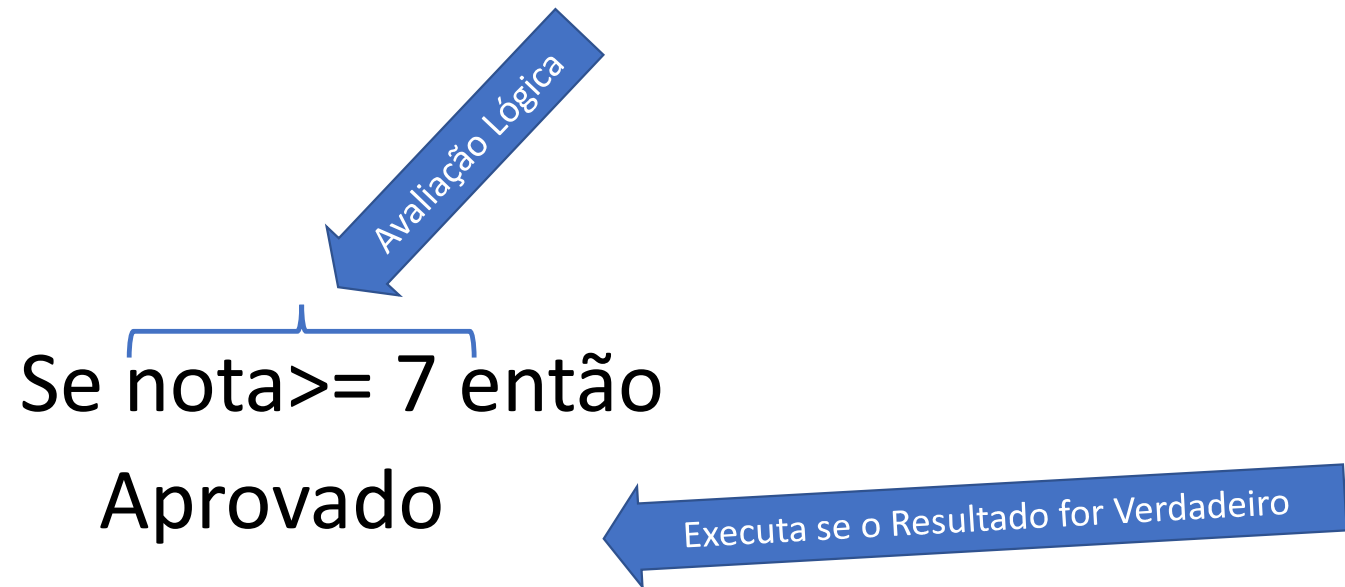 Avaliação Lógica
Se nota>= 7 então
Aprovado
Executa se o Resultado for Verdadeiro